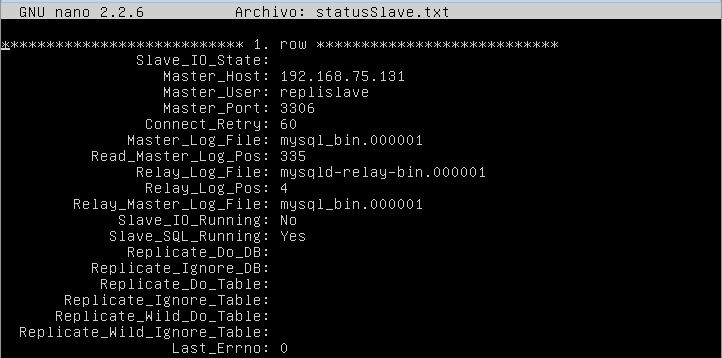 GNU nano 2.2.6 Archivo: statusSlave.txt
*************************** 1. row ***************************
Slave_IO_State:
Master_Host: 192.168.75.131
Master_User: replislave
Master_Port: 3306
Connect_Retry: 60
Master_Log_File: mysql_bin.000001
Read_Master_Log_Pos: 335
Relay_Log_File: mysqld-relay-bin.000001
Relay_Log_Pos: 4
Relay_Master_Log_File: mysql_bin.000001
Slave_IO_Running: No
Slave_SQL_Running: Yes
Replicate_Do_DB:
Replicate_Ignore_DB:
Replicate_Do_Table:
Replicate_Ignore_Table:
Replicate_Wild_Do_Table:
Replicate_Wild_Ignore_Table:
Last_Errno: 0